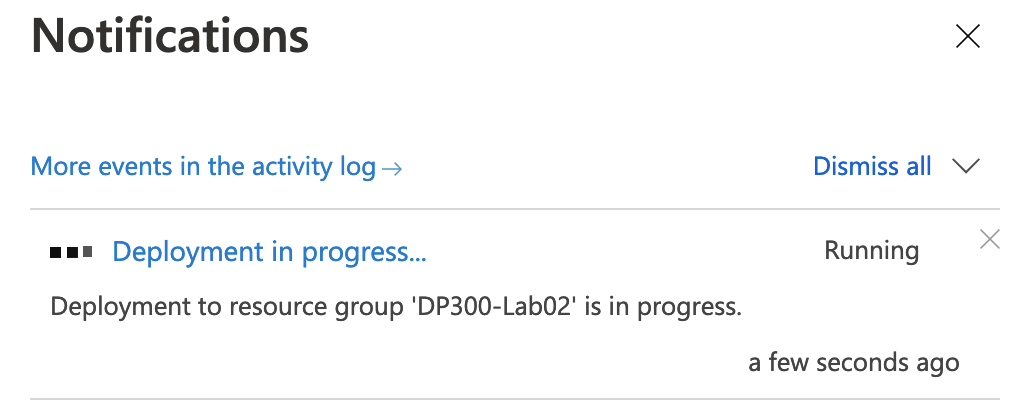 Notifications
More events in the activity log → Dismiss all
Deployment in progress... Running
Deployment to resource group 'DP300-Lab02' is in progress.
a few seconds ago